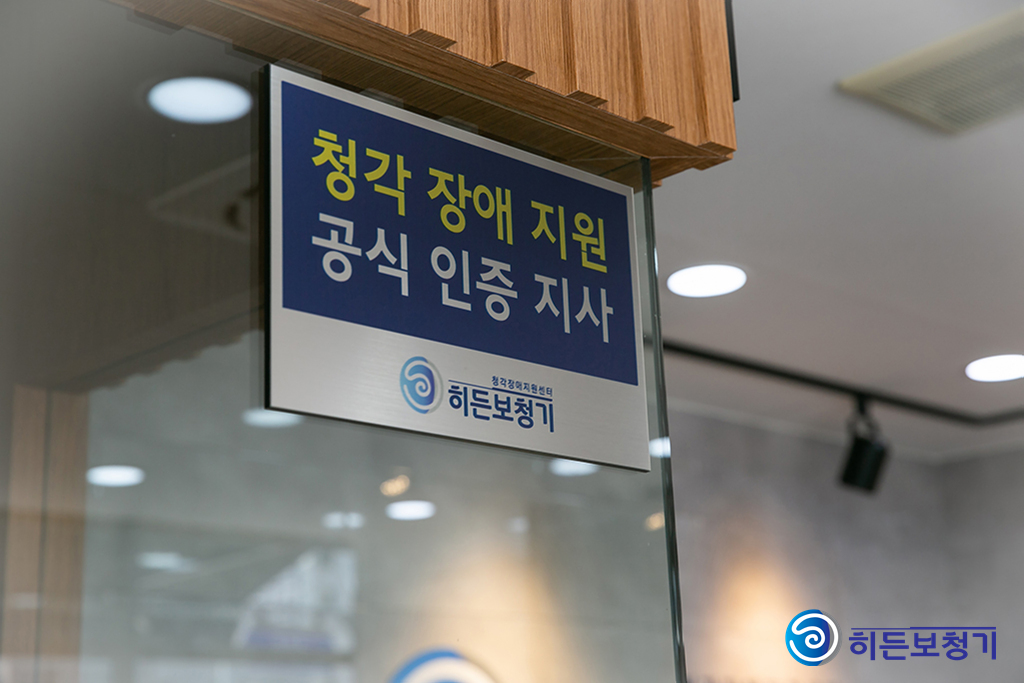 청각 장애 지원
공식 인증 지사
청각장애지원센터
히든보청기
히든보청기